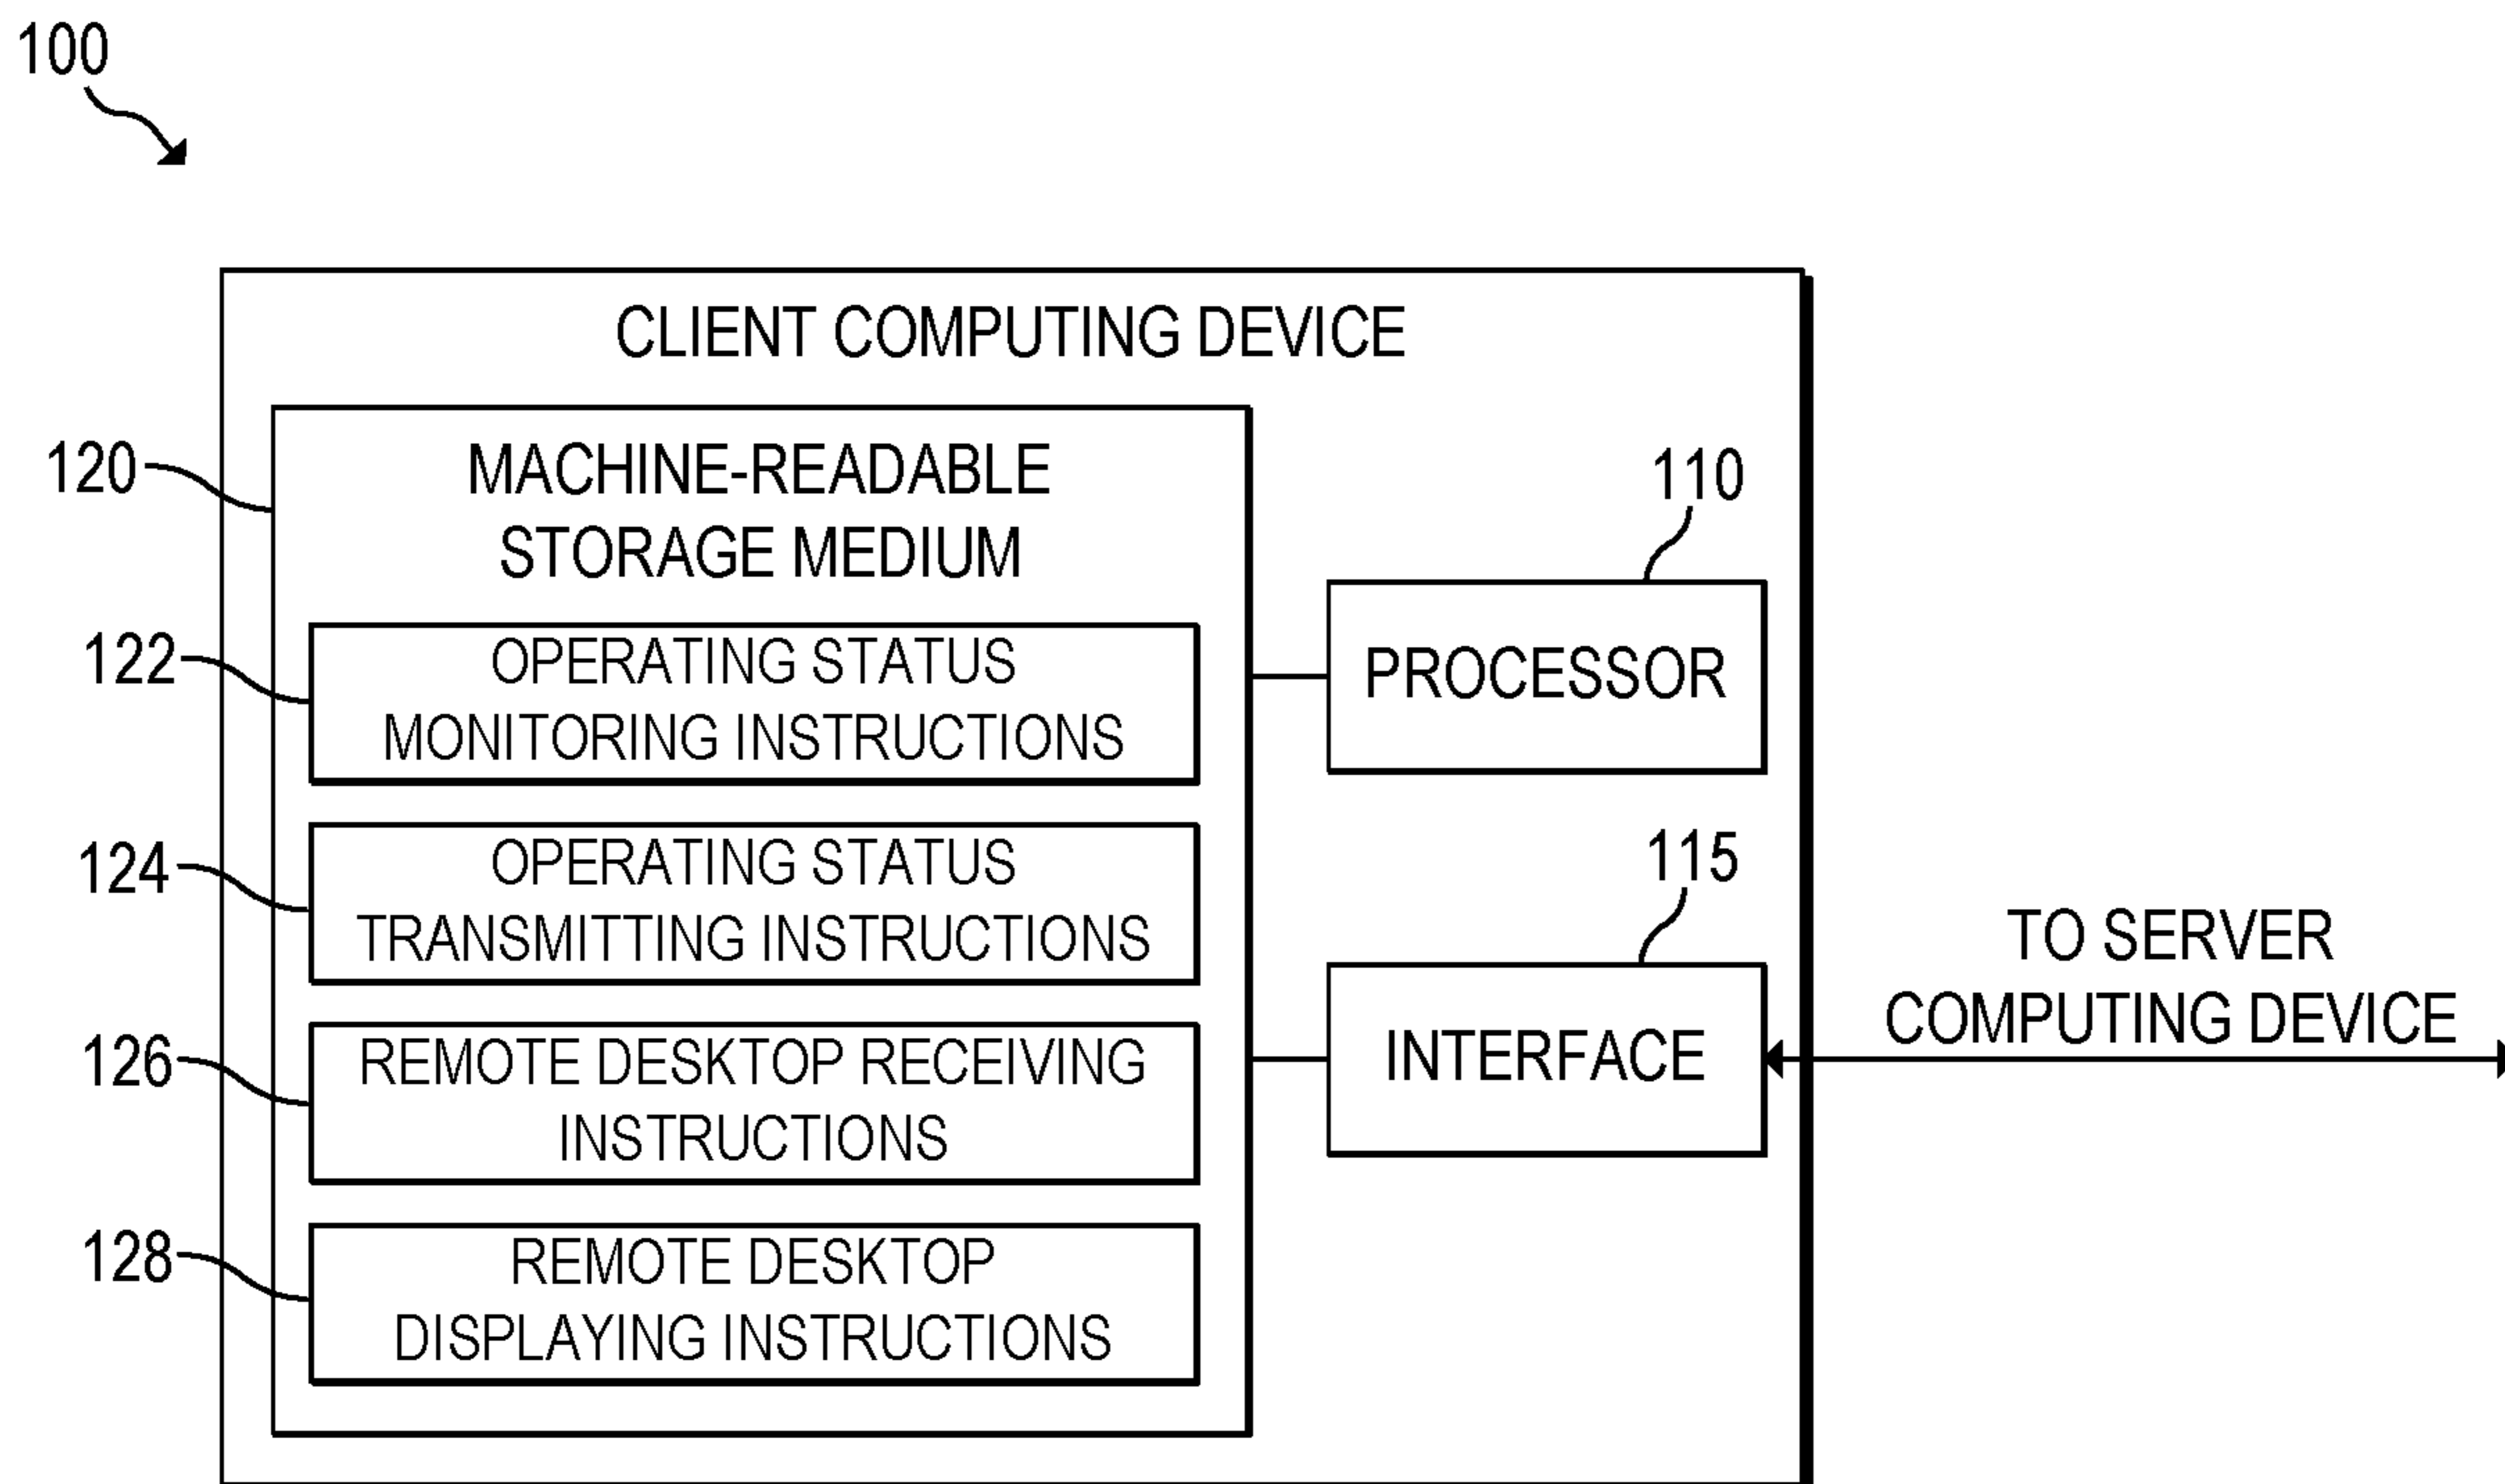 100
CLIENT COMPUTING DEVICE
120
MACHINE-READABLE
STORAGE MEDIUM
122
OPERATING STATUS
MONITORING INSTRUCTIONS
124
OPERATING STATUS
TRANSMITTING INSTRUCTIONS
126
REMOTE DESKTOP RECEIVING
INSTRUCTIONS
128
REMOTE DESKTOP
DISPLAYING INSTRUCTIONS
110
PROCESSOR
115
INTERFACE
TO SERVER
COMPUTING DEVICE